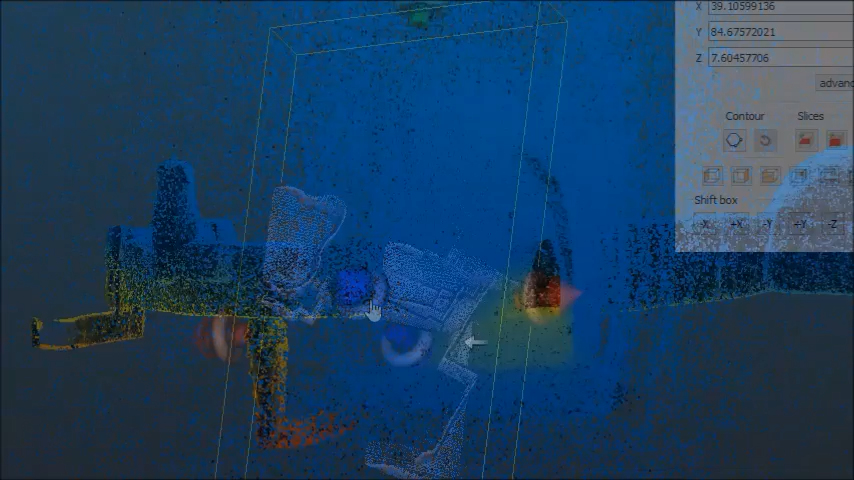 X 39.10599136
Y 84.67572021
Z 7.60457706
advanc
Contour Slices
Shift box
-X +X -Y +Y -Z